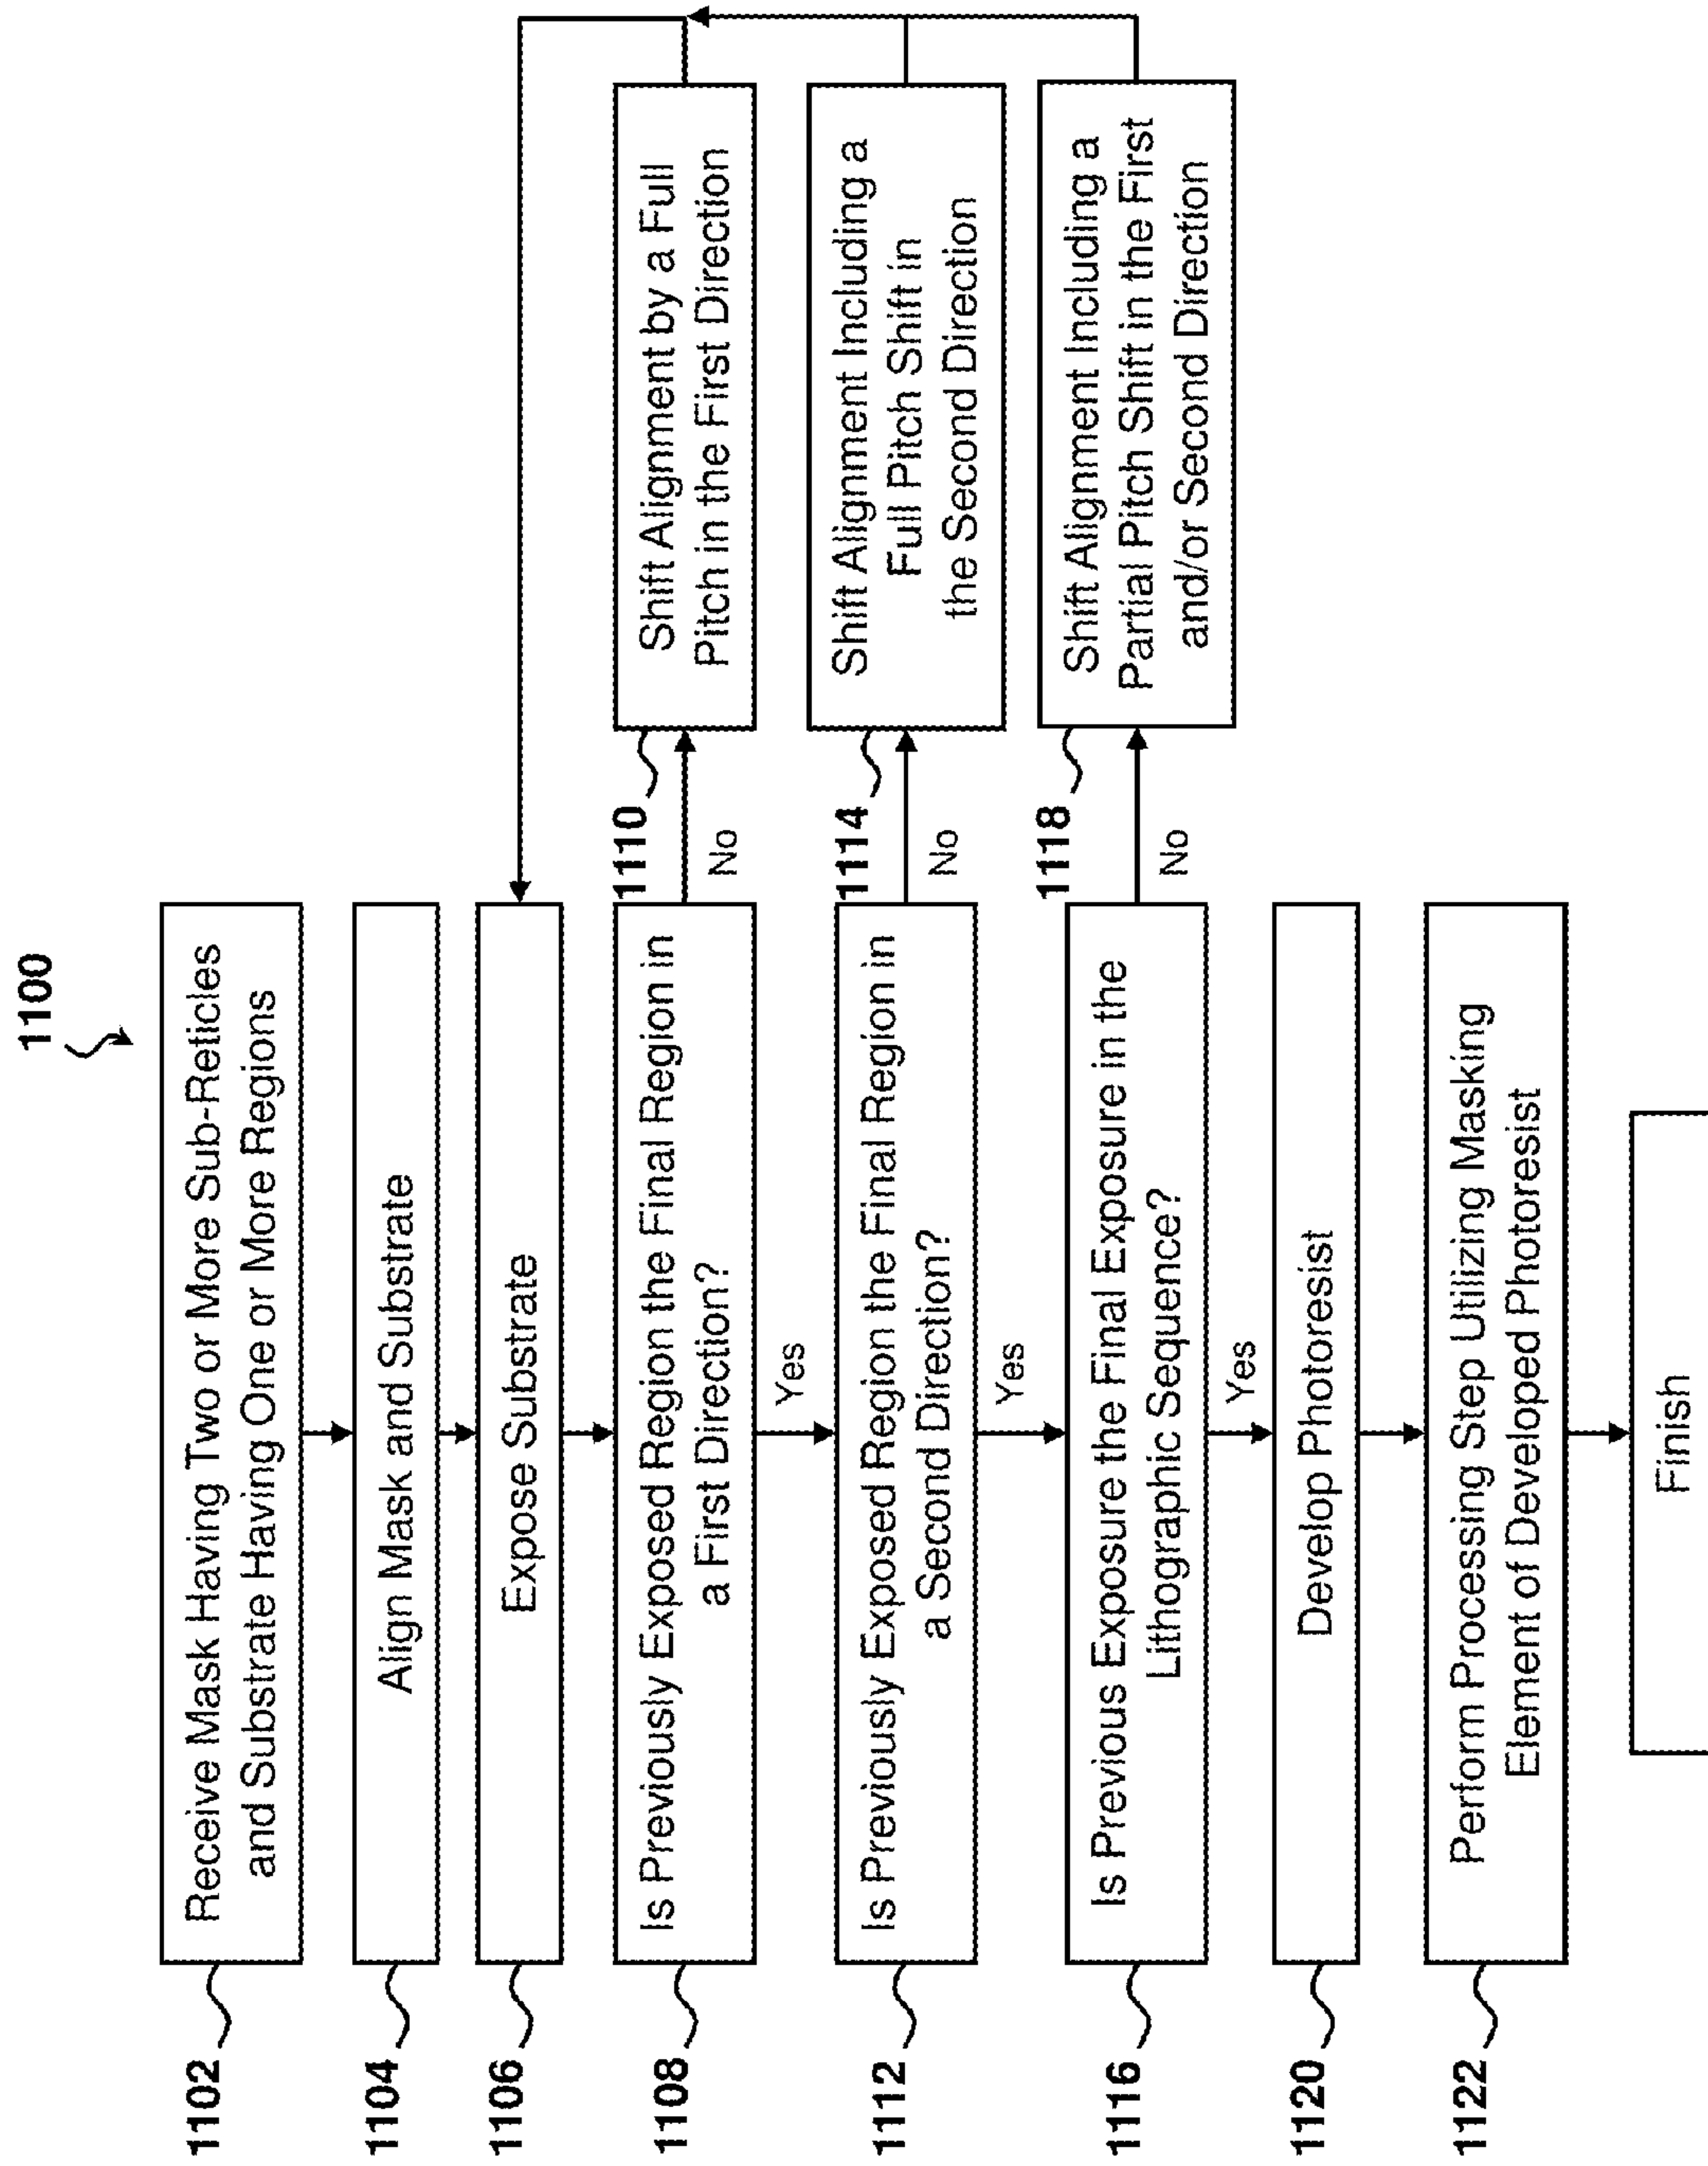 1100
1102
Receive Mask Having Two or More Sub-Reticles
and Substrate Having One or More Regions
1104
Align Mask and Substrate
1106
Expose Substrate
1108
Is Previously Exposed Region the Final Region in
a First Direction?
No
1110
Shift Alignment by a Full
Pitch in the First Direction
Yes
1112
Is Previously Exposed Region the Final Region in
a Second Direction?
No
1114
Shift Alignment Including a
Full Pitch Shift in
the Second Direction
Yes
1116
Is Previous Exposure the Final Exposure in the
Lithographic Sequence?
No
1118
Shift Alignment Including a
Partial Pitch Shift in the First
and/or Second Direction
Yes
1120
Develop Photoresist
1122
Perform Processing Step Utilizing Masking
Element of Developed Photoresist
Finish